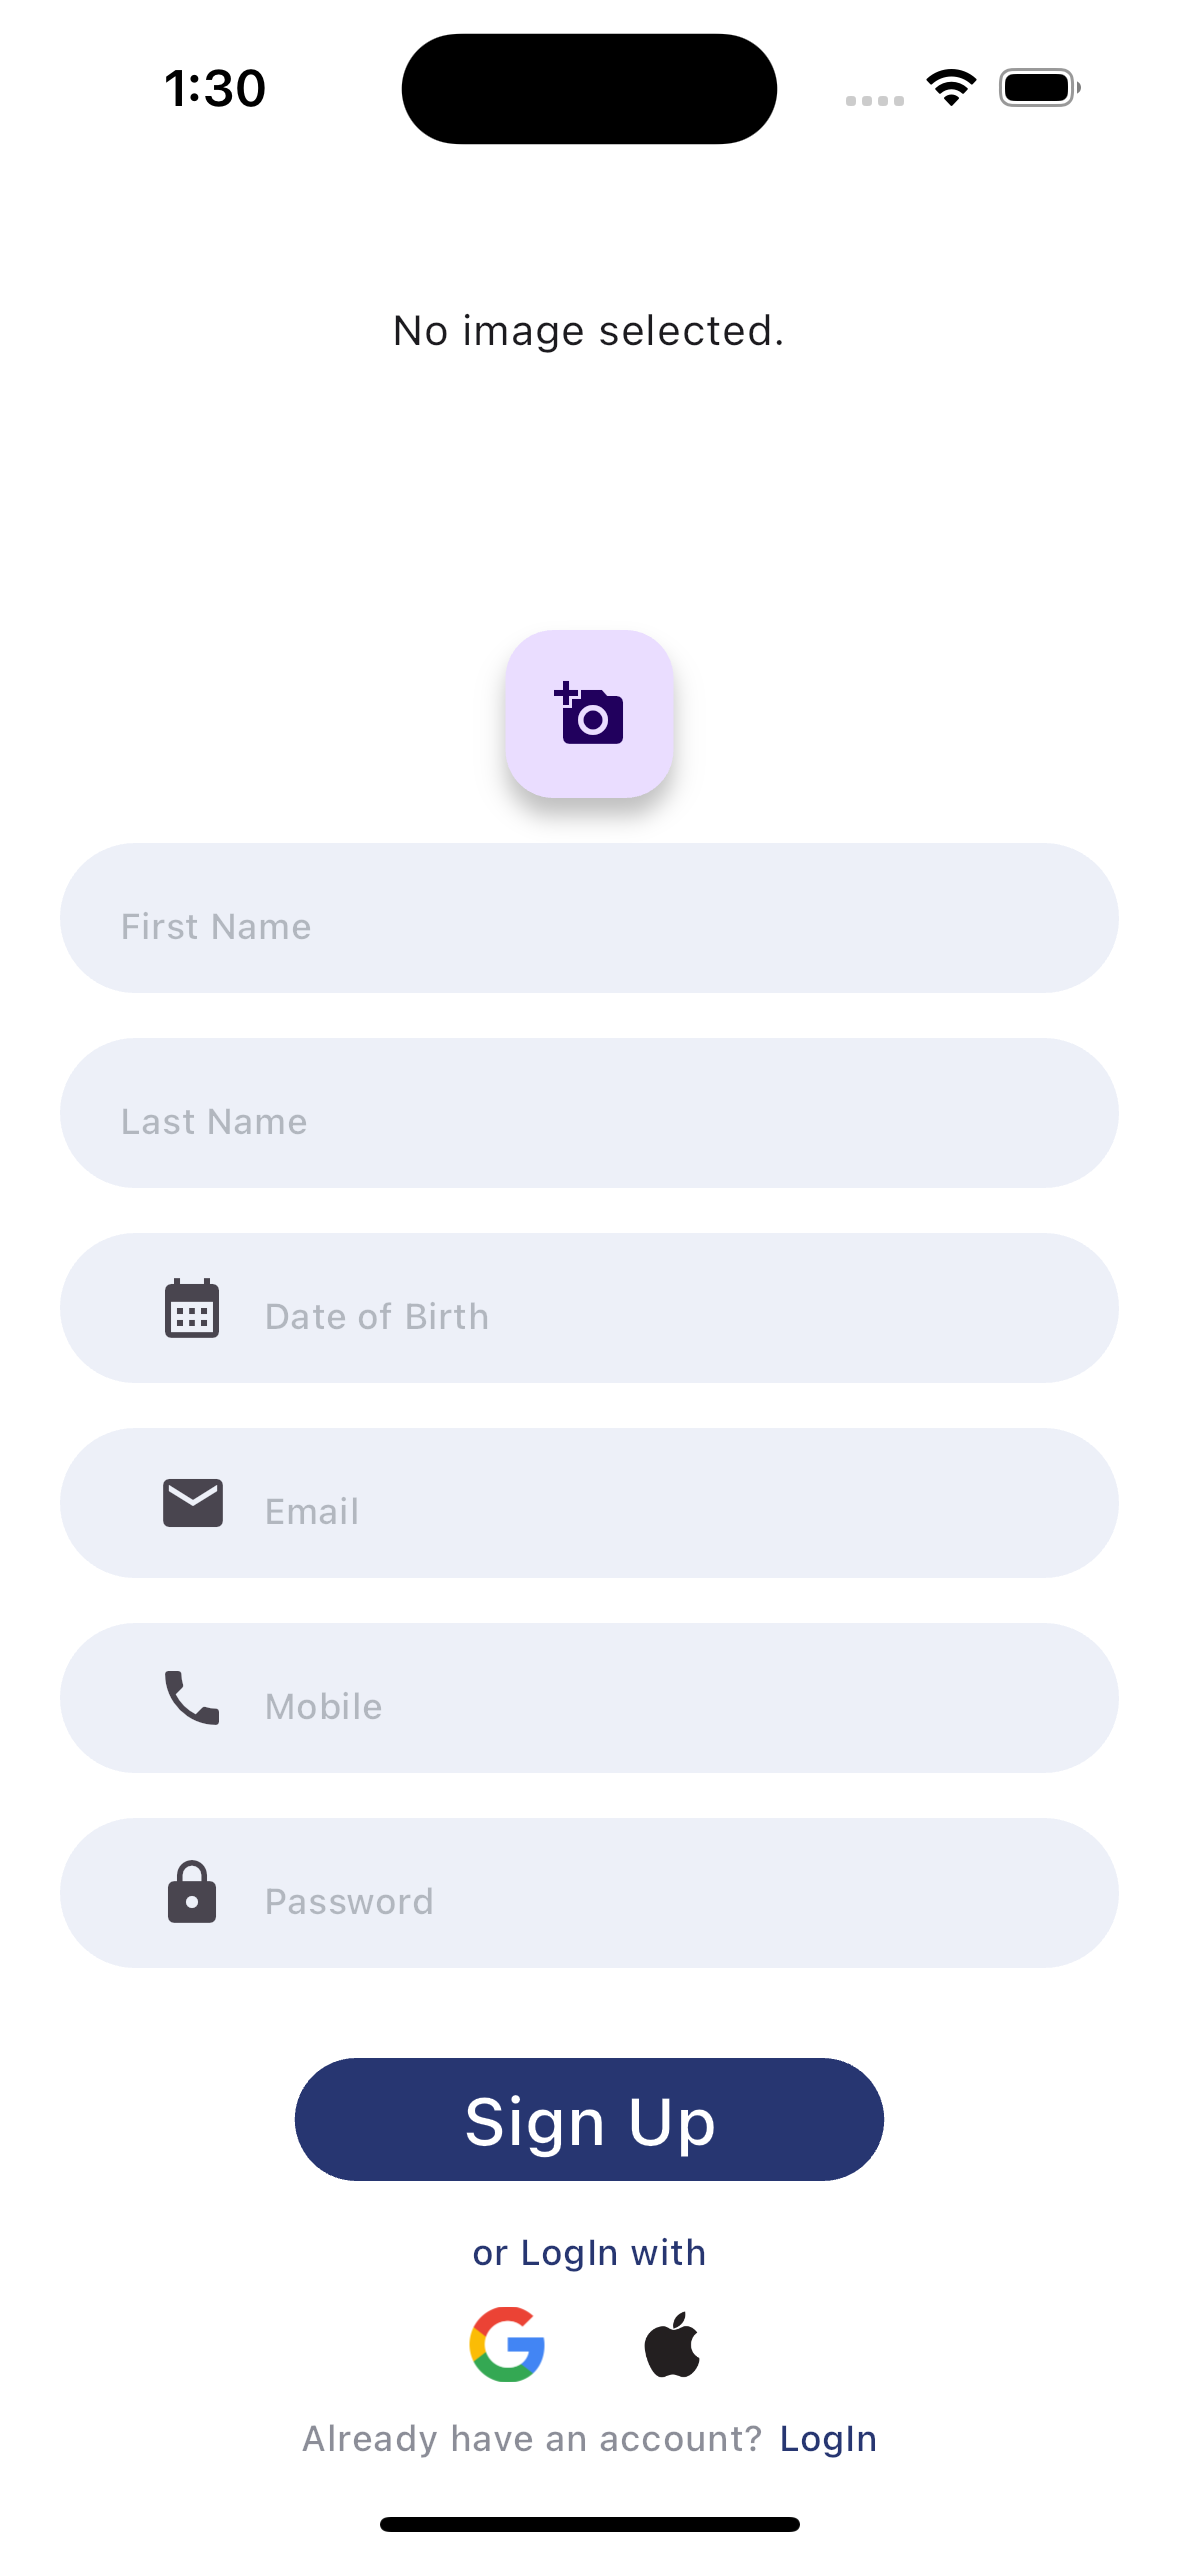 1:30
No image selected.
First Name
Last Name
Date of Birth
Email
Mobile
Password
Sign Up
or LogIn with
Already have an account? LogIn